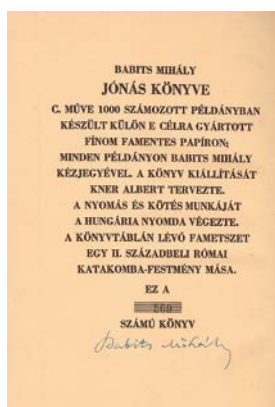 BABITS MIHÁLY
JÓNÁS KÖNYVE
C. MŰVE 1000 SZÁMOZOTT PÉLDÁNYBAN
KÉSZÜLT KÜLÖN E CÉLRA GYÁRTOTT
FINOM FAMENTES PAPÍRON;
MINDEN PÉLDÁNYON BABITS MIHÁLY
KÉZJEGYÉVEL. A KÖNYV KIÁLLÍTÁSÁT
KNER ALBERT TERVEZTE.
A NYOMÁS ÉS KÖTÉS MUNKÁJÁT
A HUNGÁRIA NYOMDA VÉGEZTE.
A KÖNYVTÁBLÁN LÉVŐ FAMETSZET
EGY II. SZÁZADBELI RÓMAI
KATAKOMBA-FESTMÉNY MÁSA.
EZ A
SZÁMÚ KÖNYV
Babits Mihály